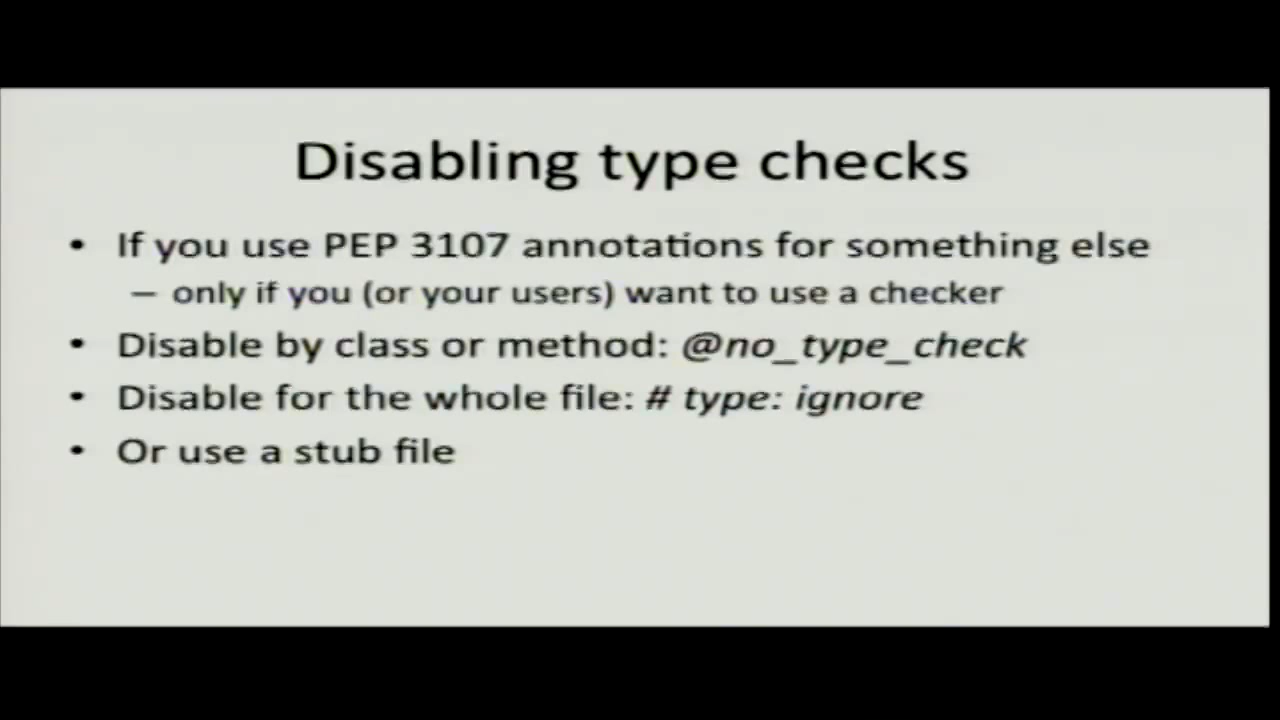 Disabling type checks
• If you use PEP 3107 annotations for something else
– only if you (or your users) want to use a checker
• Disable by class or method: @no_type_check
• Disable for the whole file: # type: ignore
• Or use a stub file